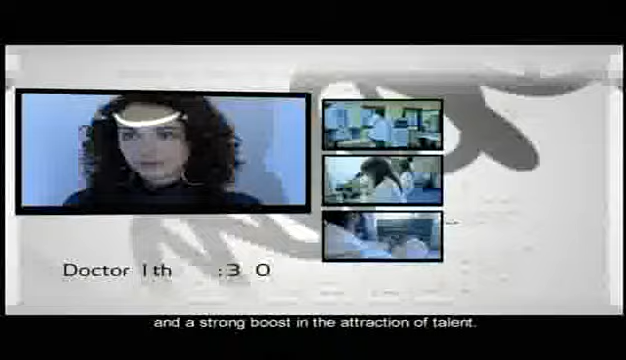 Doctor 1th :3 0
and a strong boost in the attraction of talent.